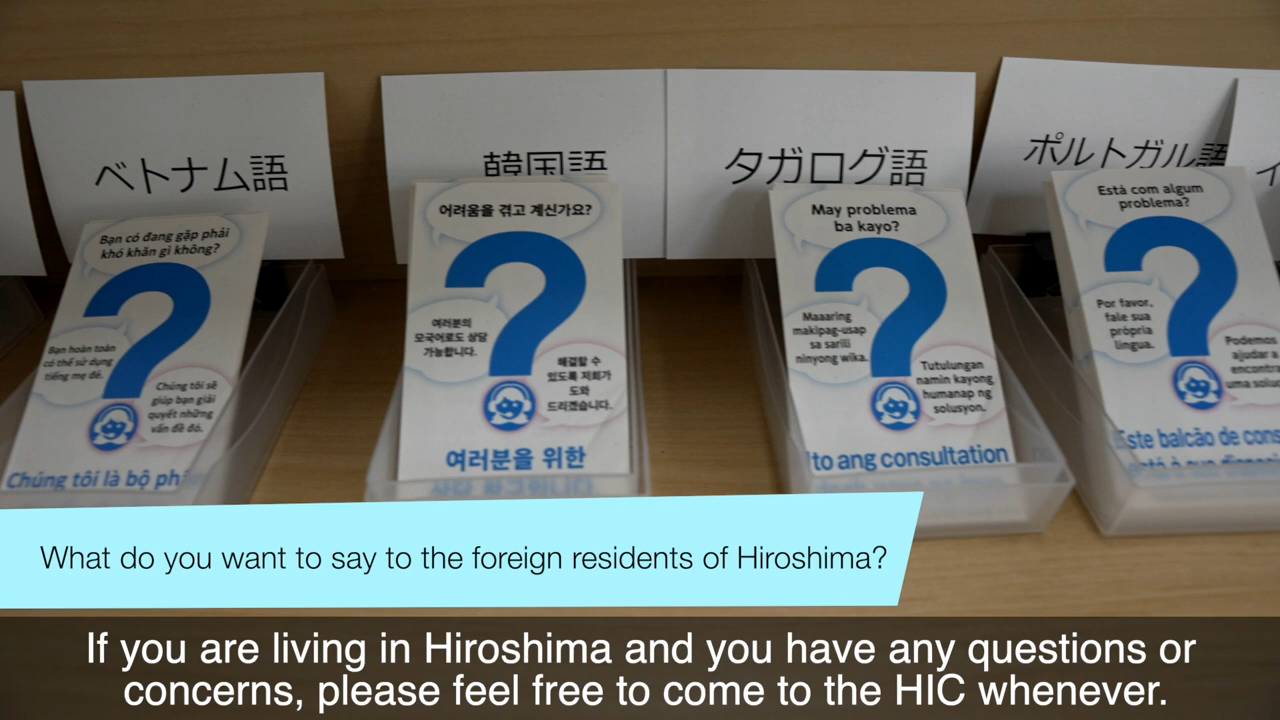 ベトナム語
Bạn có đang gặp phải
khó khăn gì không?
Bạn hoàn toàn
có thể sử dụng
tiếng mẹ đẻ.
Chúng tôi sẽ
giúp bạn giải
quyết những
vấn đề đó.
Chúng tôi là bộ
韓国語
어려움을 겪고 계신가요?
여러분의
모국어로도 상담
가능합니다.
해결할 수
있도록 저희가
도와
드리겠습니다.
여러분을 위한
タガログ語
May problema
ba kayo?
Maaaring
makipag-usap
sa sarili
ninyong wika.
Tutulungan
namin kayong
humanap ng
solusyon.
Ito ang consultation
ポルトガル語
Está com algum
problema?
Por favor,
fale sua
própria
língua.
Podemos
ajudar a
encontra
uma solu
Este balcão de cons
What do you want to say to the foreign residents of Hiroshima?
If you are living in Hiroshima and you have any questions or
concerns, please feel free to come to the HIC whenever.